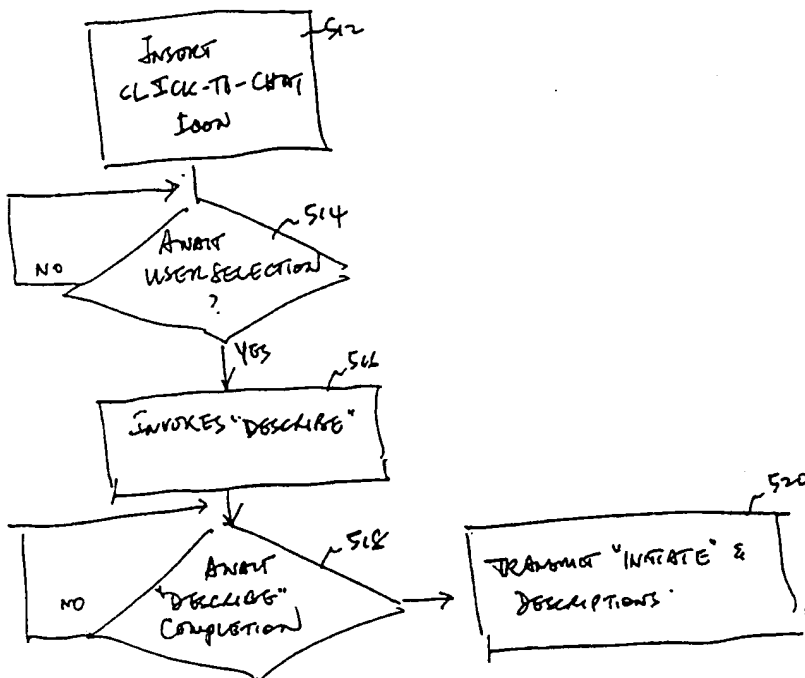 512
INSERT
CLICK-TO-CHAT
ICON
514
AWAIT
USER SELECTION
?
NO
YES
516
INVOKES "DESCRIBE"
518
AWAIT
"DESCRIBE"
COMPLETION
NO
520
TRANSMIT "INITIATE" &
DESCRIPTIONS